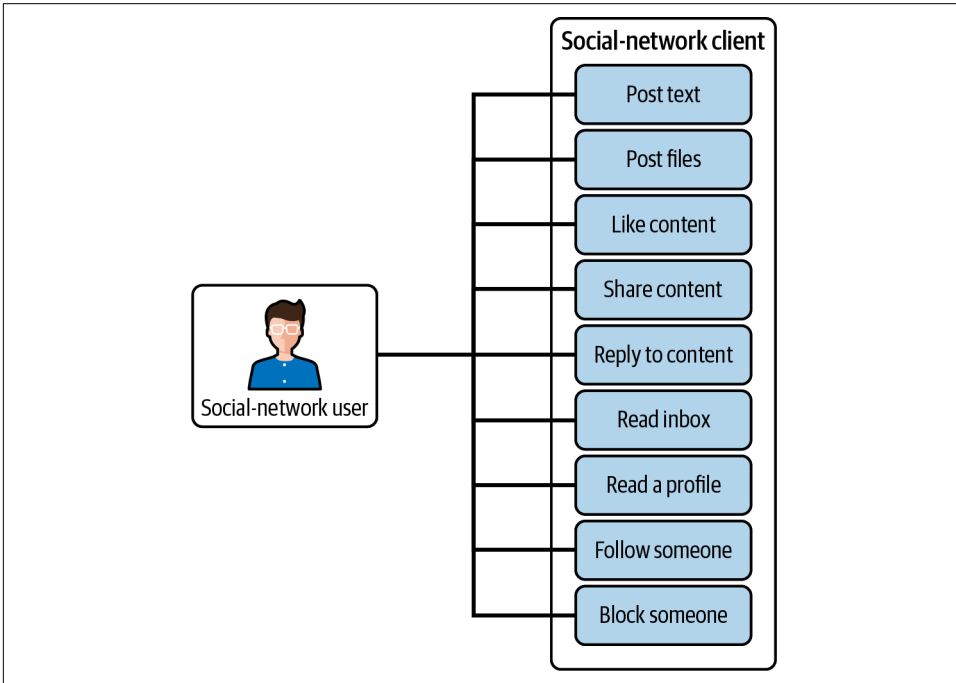 Social-network client
Post text
Post files
Like content
Share content
Reply to content
Social-network user
Read inbox
Read a profile
Follow someone
Block someone